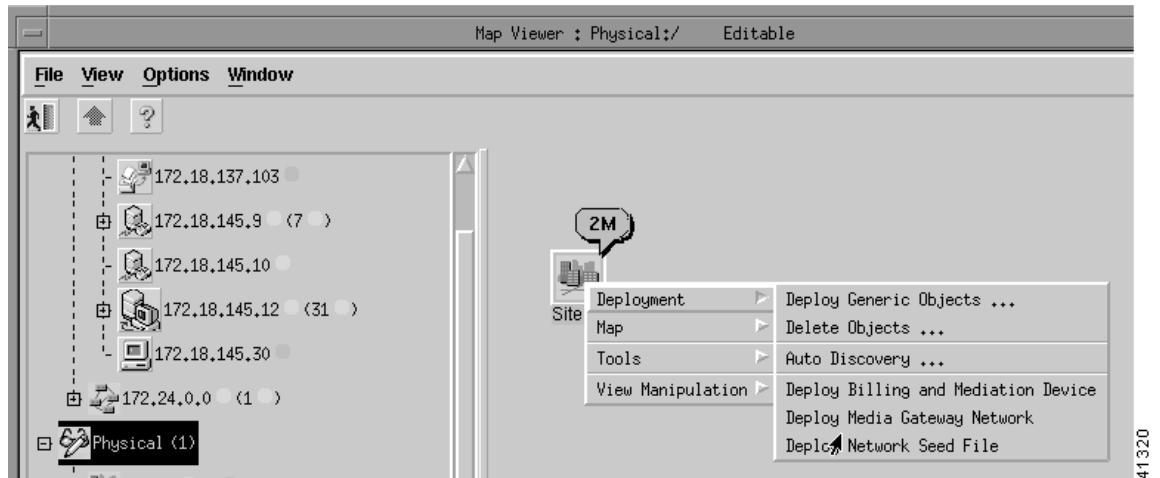 Map Viewer : Physical:/ Editable
File View Options Window
172.18.137.103
172.18.145.9 (7 )
172.18.145.10
172.18.145.12 (31 )
172.18.145.30
172.24.0.0 (1 )
Physical (1)
2M
Site
Deployment
Map
Tools
View Manipulation
Deploy Generic Objects ...
Delete Objects ...
Auto Discovery ...
Deploy Billing and Mediation Device
Deploy Media Gateway Network
Deploy Network Seed File
41320